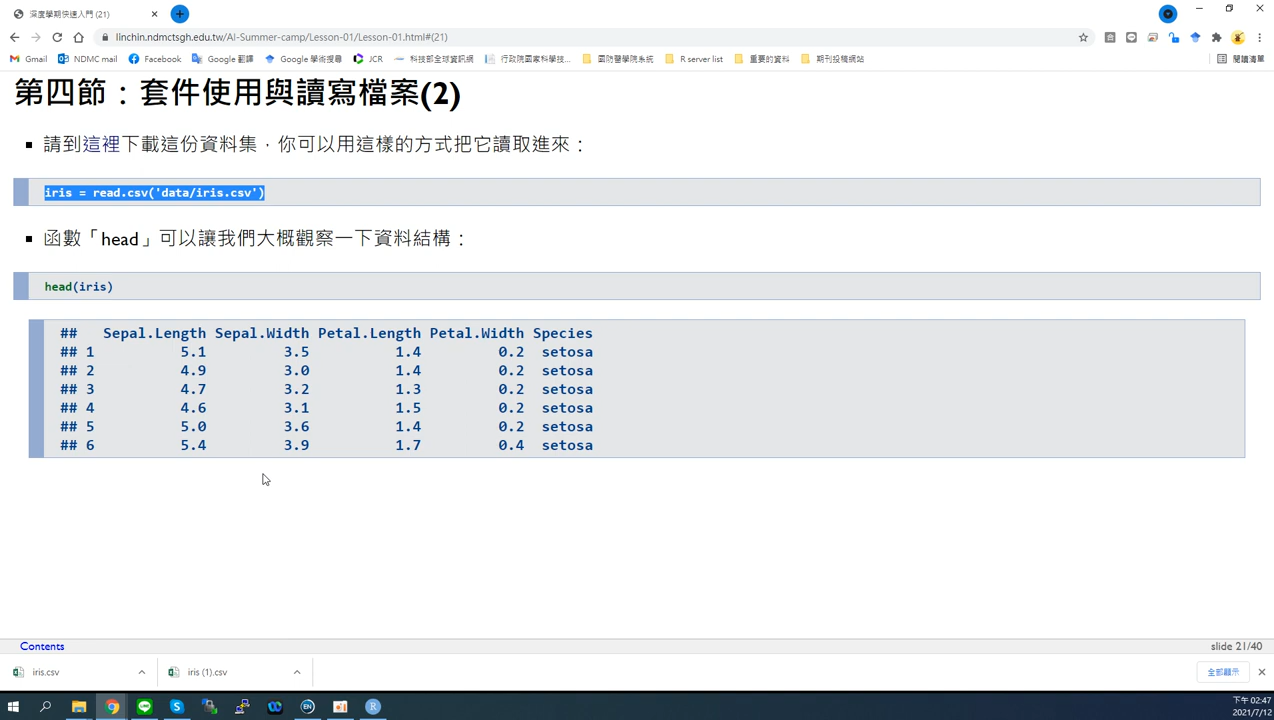 深度學期快速入門 (21)
linchin.ndmctsgh.edu.tw/AI-Summer-camp/Lesson-01/Lesson-01.html#(21)
Gmail NDMC mail Facebook Google 翻譯 Google 學術搜尋 JCR 科技部全球資訊網 行政院國家科學技... 國防醫學院系統 R server list 重要的資料 期刊投稿網站 閱讀清單
第四節：套件使用與讀寫檔案(2)
請到這裡下載這份資料集，你可以用這樣的方式把它讀取進來：
iris = read.csv('data/iris.csv')
函數「head」可以讓我們大概觀察一下資料結構：
head(iris)
## Sepal.Length Sepal.Width Petal.Length Petal.Width Species
## 1 5.1 3.5 1.4 0.2 setosa
## 2 4.9 3.0 1.4 0.2 setosa
## 3 4.7 3.2 1.3 0.2 setosa
## 4 4.6 3.1 1.5 0.2 setosa
## 5 5.0 3.6 1.4 0.2 setosa
## 6 5.4 3.9 1.7 0.4 setosa
Contents slide 21/40
iris.csv iris (1).csv 全部顯示
下午 02:47
2021/7/12